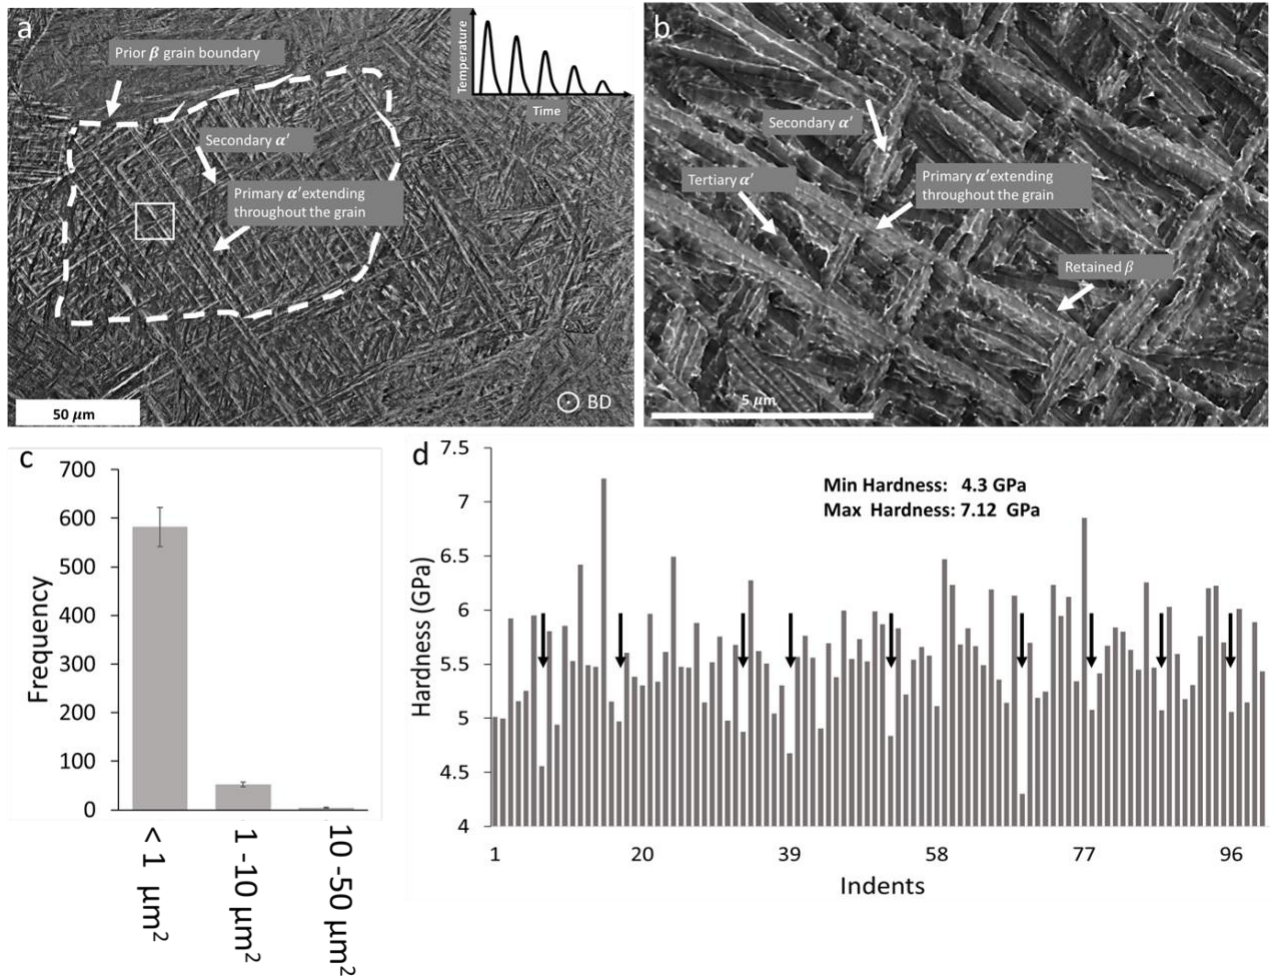 a
Prior β grain boundary
Secondary α′
Primary α′extending
throughout the grain
Temperature
Time
50 μm
BD
b
Secondary α′
Tertiary α′
Primary α′extending
throughout the grain
Retained β
5 μm
c
700
600
500
400
300
200
100
0
Frequency
< 1 μm²
1 -10 μm²
10 -50 μm²
d
7.5
7
6.5
6
5.5
5
4.5
4
Hardness (GPa)
Min Hardness: 4.3 GPa
Max Hardness: 7.12 GPa
1
20
39
58
77
96
Indents